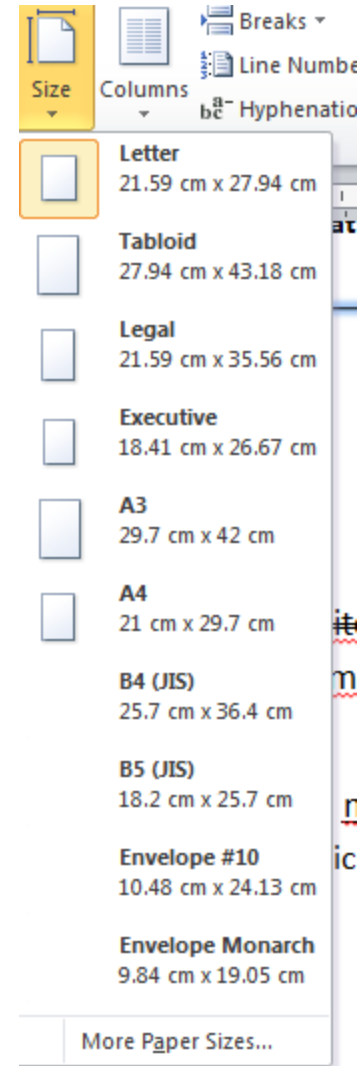 Breaks
Size
Columns
Line Numbe
Hyphenatio
Letter
21.59 cm x 27.94 cm
Tabloid
27.94 cm x 43.18 cm
Legal
21.59 cm x 35.56 cm
Executive
18.41 cm x 26.67 cm
A3
29.7 cm x 42 cm
A4
21 cm x 29.7 cm
B4 (JIS)
25.7 cm x 36.4 cm
B5 (JIS)
18.2 cm x 25.7 cm
Envelope #10
10.48 cm x 24.13 cm
Envelope Monarch
9.84 cm x 19.05 cm
More Paper Sizes...